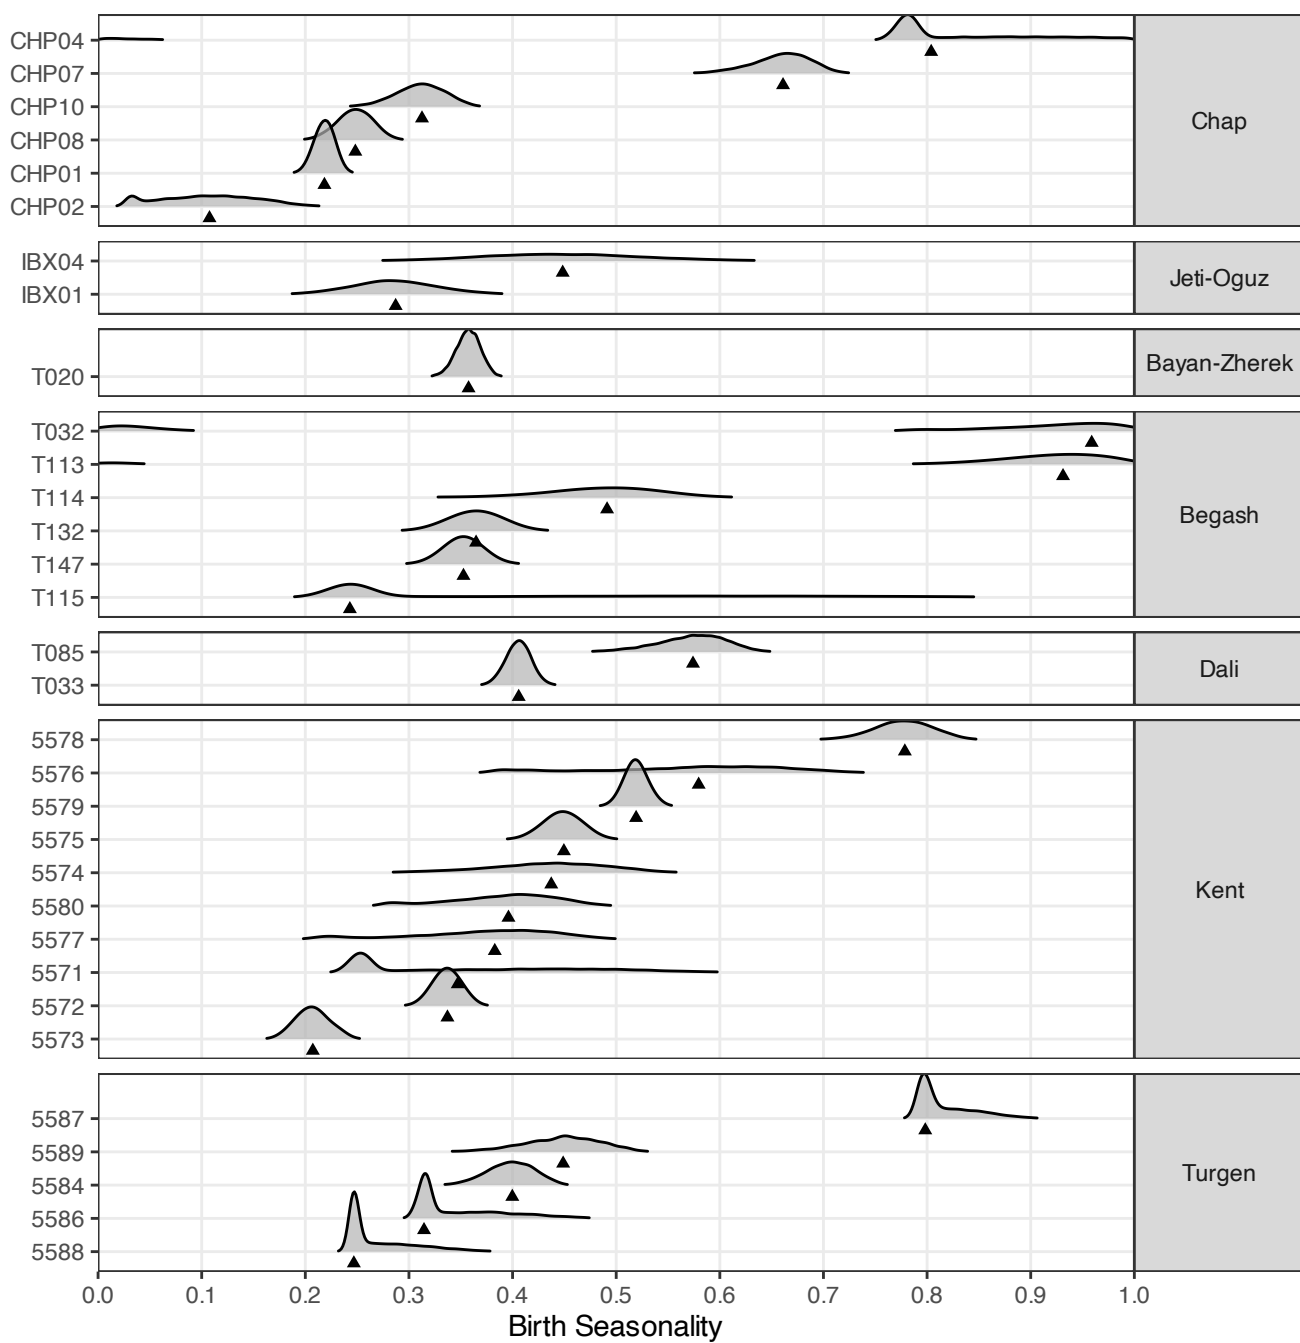 CHP04
CHP07
CHP10
CHP08
CHP01
CHP02
Chap
IBX04
IBX01
Jeti-Oguz
T020
Bayan-Zherek
T032
T113
T114
T132
T147
T115
Begash
T085
T033
Dali
5578
5576
5579
5575
5574
5580
5577
5571
5572
5573
Kent
5587
5589
5584
5586
5588
Turgen
0.0 0.1 0.2 0.3 0.4 0.5 0.6 0.7 0.8 0.9 1.0
Birth Seasonality